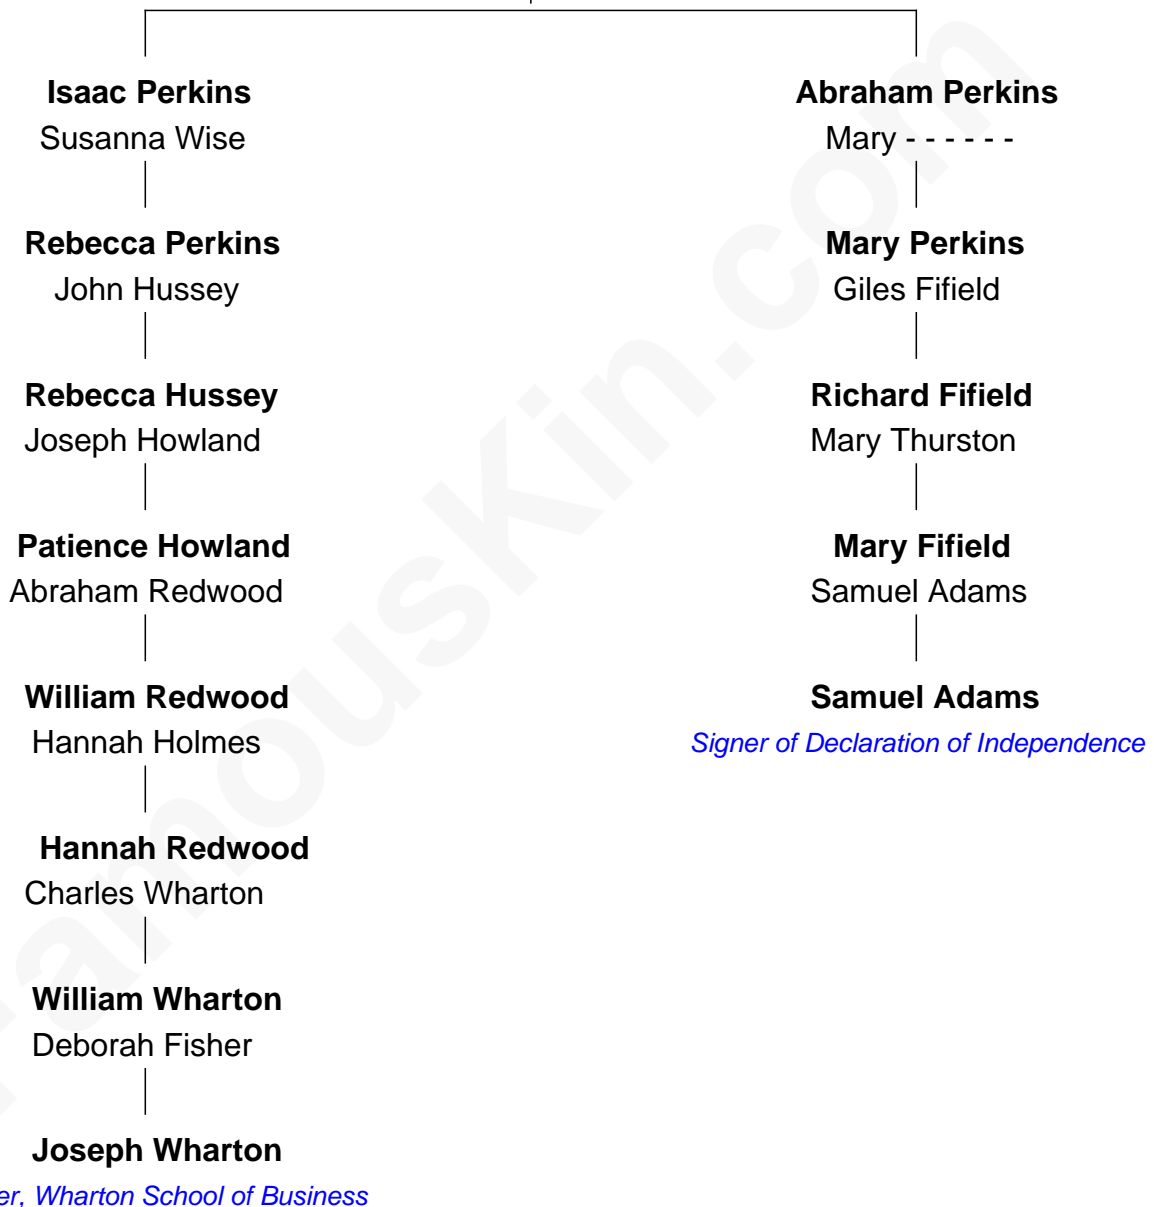 Isaac Perkins
Susanna Wise
Rebecca Perkins
John Hussey
Rebecca Hussey
Joseph Howland
Patience Howland
Abraham Redwood
William Redwood
Hannah Holmes
Hannah Redwood
Charles Wharton
William Wharton
Deborah Fisher
Joseph Wharton
Wharton School of Business
Abraham Perkins
Mary - - - - - -
Mary Perkins
Giles Fifield
Richard Fifield
Mary Thurston
Mary Fifield
Samuel Adams
Samuel Adams
Signer of Declaration of Independence
FamousKin.com